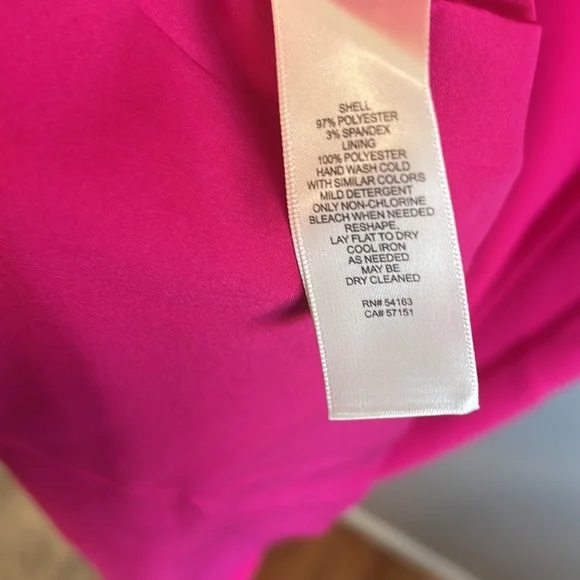 SHELL
97% POLYESTER
3% SPANDEX
LINING
100% POLYESTER
HAND WASH COLD
WITH SIMILAR COLORS
MILD DETERGENT
ONLY NON-CHLORINE
BLEACH WHEN NEEDED
RESHAPE,
LAY FLAT TO DRY
COOL IRON
AS NEEDED
MAY BE
DRY CLEANED
RN# 54163
CA# 57151